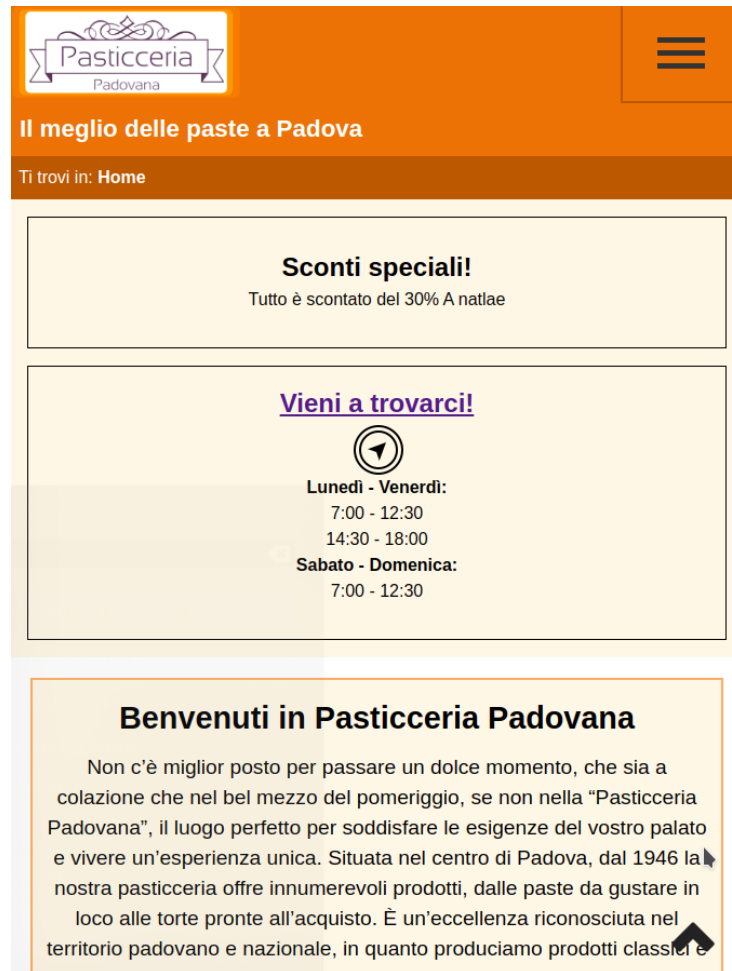 Pasticceria
Padovana
Il meglio delle paste a Padova
Ti trovi in: Home
Sconti speciali!
Tutto è scontato del 30% A natlae
Vieni a trovarci!
Lunedì - Venerdì:
7:00 - 12:30
14:30 - 18:00
Sabato - Domenica:
7:00 - 12:30
Benvenuti in Pasticceria Padovana
Non c’è miglior posto per passare un dolce momento, che sia a
colazione che nel bel mezzo del pomeriggio, se non nella “Pasticceria
Padovana”, il luogo perfetto per soddisfare le esigenze del vostro palato
e vivere un’esperienza unica. Situata nel centro di Padova, dal 1946 la
nostra pasticceria offre innumerevoli prodotti, dalle paste da gustare in
loco alle torte pronte all’acquisto. È un’eccellenza riconosciuta nel
territorio padovano e nazionale, in quanto produciamo prodotti classici e